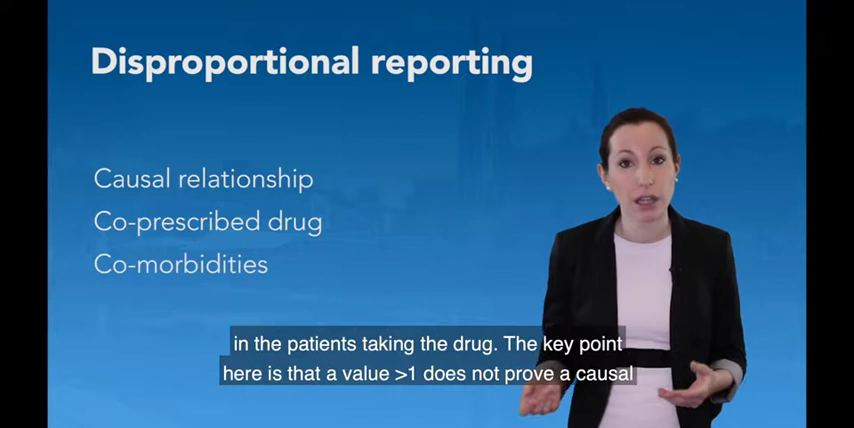 Disproportional reporting
Causal relationship
Co-prescribed drug
Co-morbidities
in the patients taking the drug. The key point
here is that a value >1 does not prove a causal